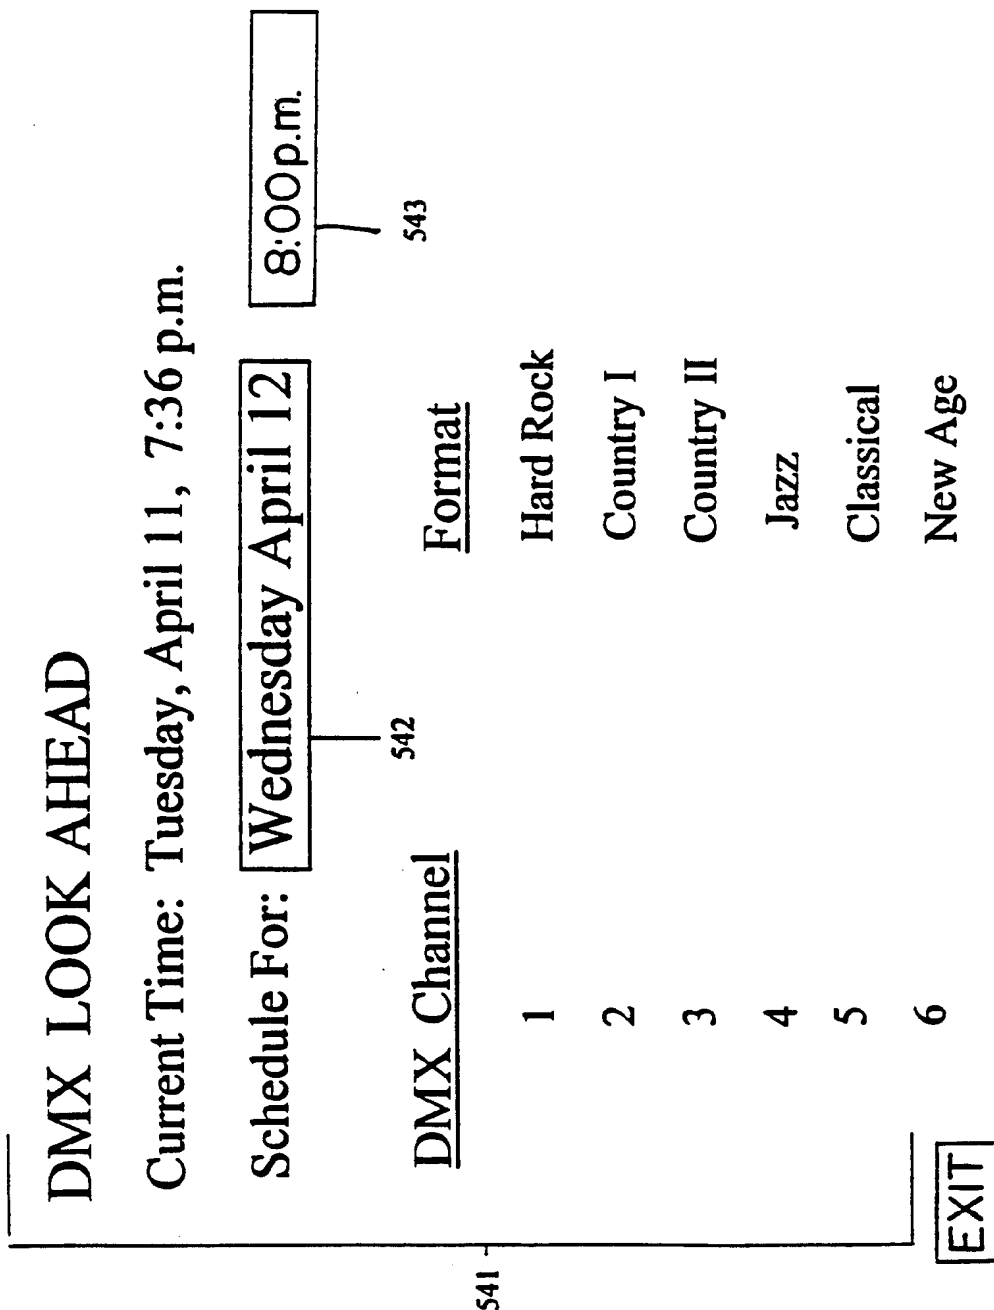 DMX LOOK AHEAD
Current Time: Tuesday, April 11, 7:36 p.m.
Schedule For: Wednesday April 12 8:00p.m.
542 543
DMX Channel Format
1 Hard Rock
2 Country I
3 Country II
4 Jazz
5 Classical
6 New Age
541
EXIT